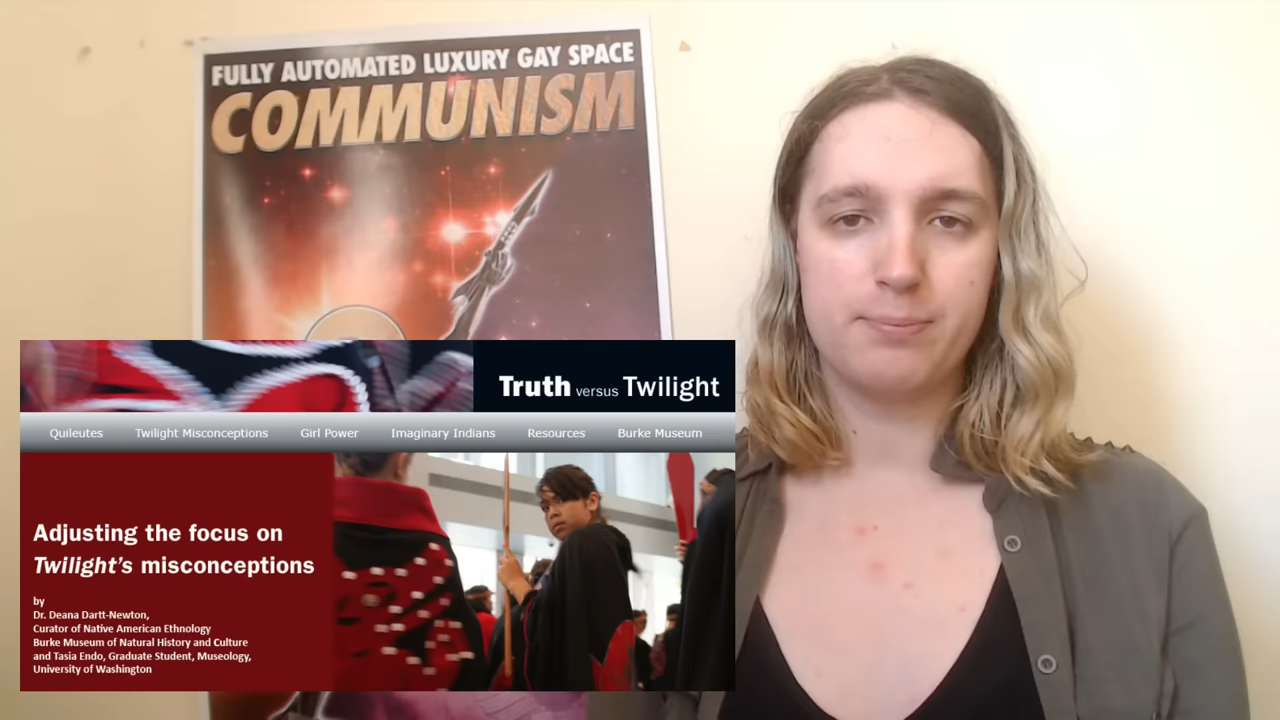 FULLY AUTOMATED LUXURY GAY SPACE
COMMUNISM
Truth versus Twilight
Quileutes Twilight Misconceptions Girl Power Imaginary Indians Resources Burke Museum
Adjusting the focus on
Twilight's misconceptions
by
Dr. Deana Dartt-Newton,
Curator of Native American Ethnology
Burke Museum of Natural History and Culture
and Tasia Endo, Graduate Student, Museology,
University of Washington